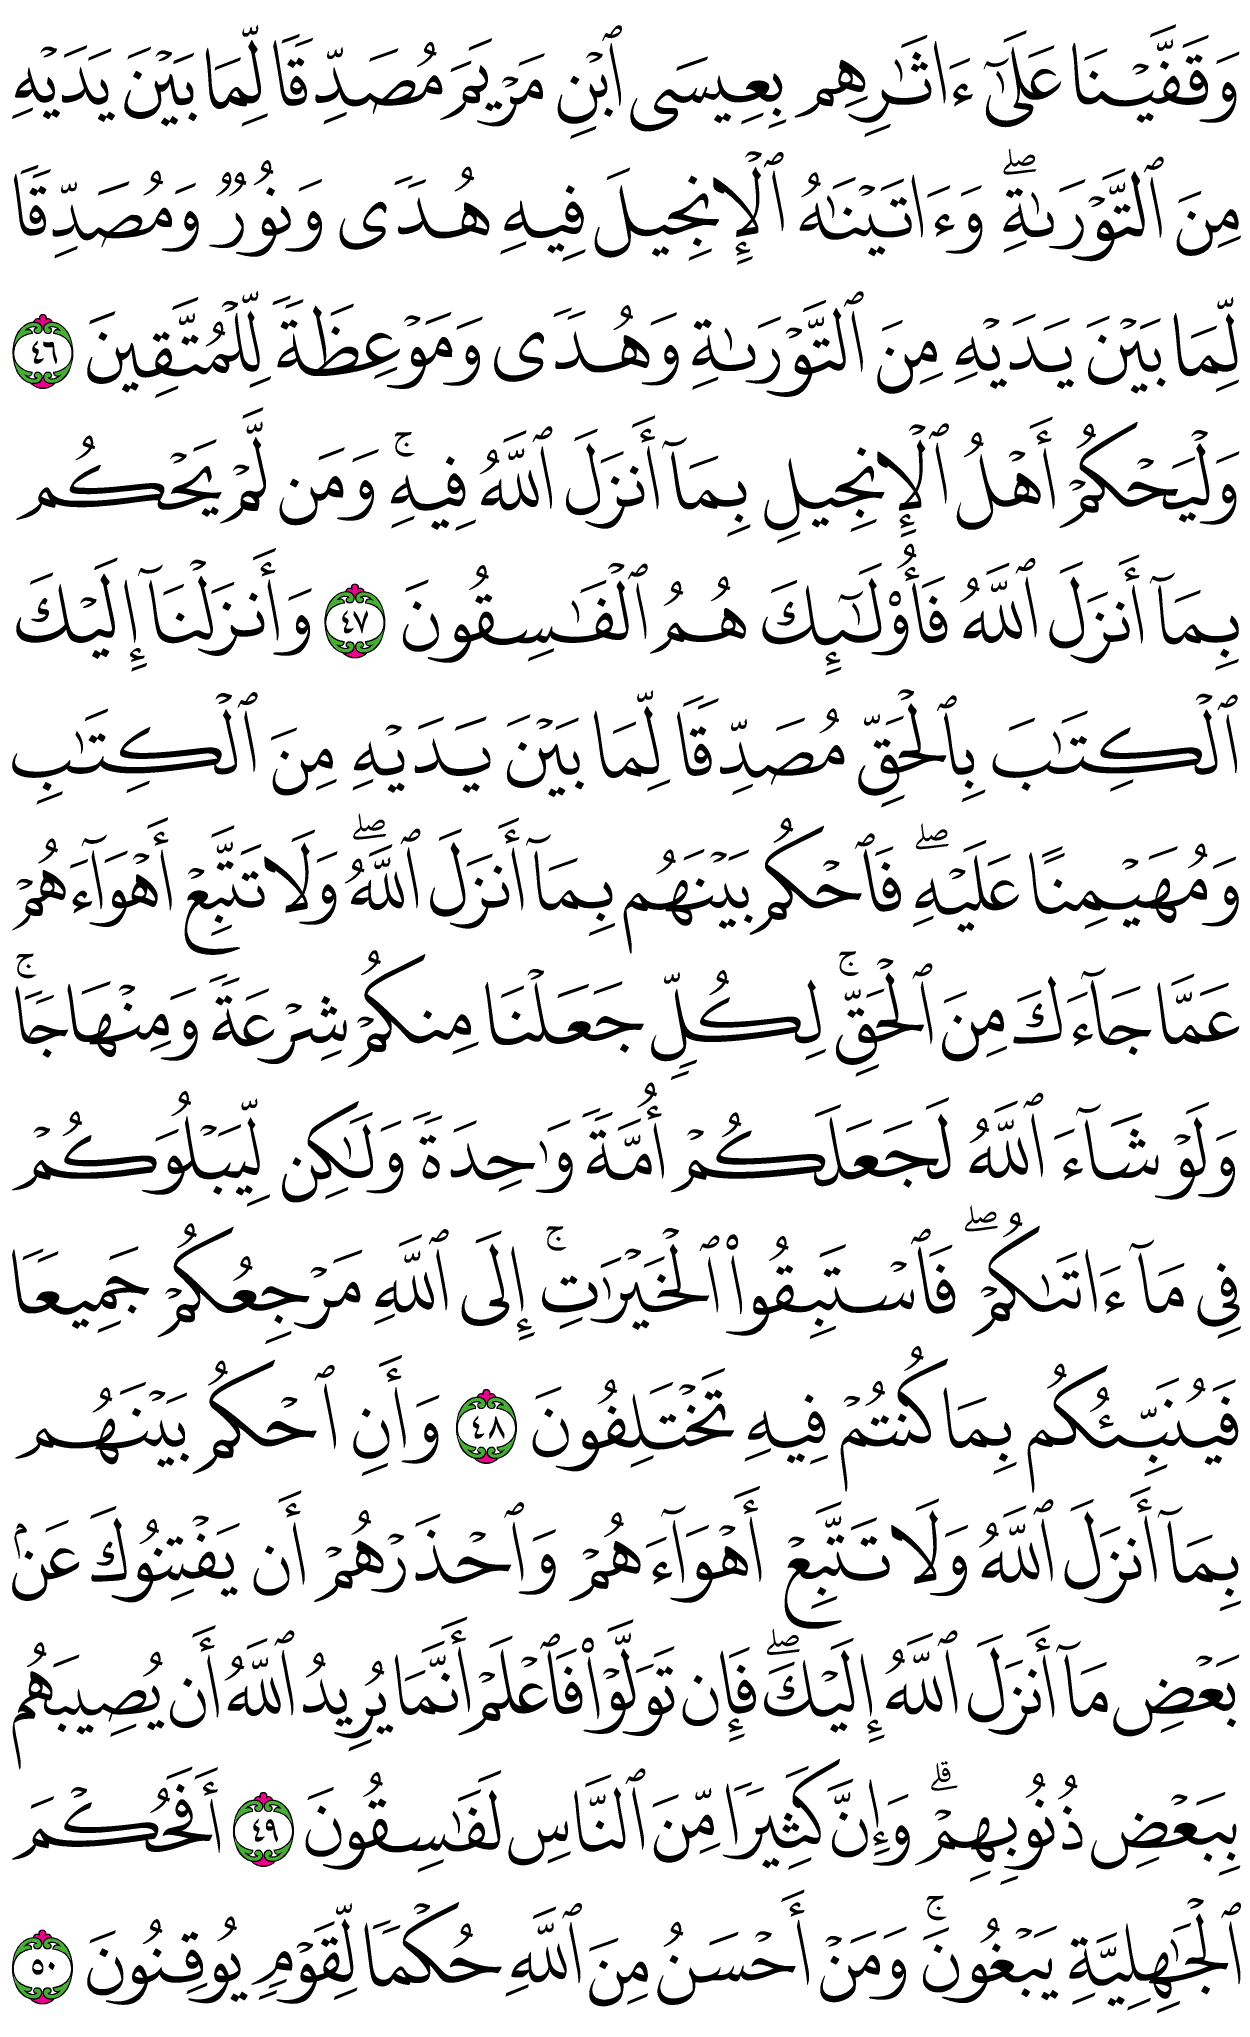 وَقَفَّيۡنَا عَلَىٰٓ ءَاثَٰرِهِم بِعِيسَى ٱبۡنِ مَرۡيَمَ مُصَدِّقٗا لِّمَا بَيۡنَ يَدَيۡهِ
مِنَ ٱلتَّوۡرَىٰةِۖ وَءَاتَيۡنَٰهُ ٱلۡإِنجِيلَ فِيهِ هُدٗى وَنُورٞ وَمُصَدِّقٗا
لِّمَا بَيۡنَ يَدَيۡهِ مِنَ ٱلتَّوۡرَىٰةِ وَهُدٗى وَمَوۡعِظَةٗ لِّلۡمُتَّقِينَ ٤٦
وَلۡيَحۡكُمۡ أَهۡلُ ٱلۡإِنجِيلِ بِمَآ أَنزَلَ ٱللَّهُ فِيهِۚ وَمَن لَّمۡ يَحۡكُم
بِمَآ أَنزَلَ ٱللَّهُ فَأُوْلَٰٓئِكَ هُمُ ٱلۡفَٰسِقُونَ ٤٧ وَأَنزَلۡنَآ إِلَيۡكَ
ٱلۡكِتَٰبَ بِٱلۡحَقِّ مُصَدِّقٗا لِّمَا بَيۡنَ يَدَيۡهِ مِنَ ٱلۡكِتَٰبِ
وَمُهَيۡمِنًا عَلَيۡهِۖ فَٱحۡكُم بَيۡنَهُم بِمَآ أَنزَلَ ٱللَّهُۖ وَلَا تَتَّبِعۡ أَهۡوَآءَهُمۡ
عَمَّا جَآءَكَ مِنَ ٱلۡحَقِّۚ لِكُلّٖ جَعَلۡنَا مِنكُمۡ شِرۡعَةٗ وَمِنۡهَاجٗاۚ
وَلَوۡ شَآءَ ٱللَّهُ لَجَعَلَكُمۡ أُمَّةٗ وَٰحِدَةٗ وَلَٰكِن لِّيَبۡلُوَكُمۡ
فِي مَآ ءَاتَىٰكُمۡۖ فَٱسۡتَبِقُواْ ٱلۡخَيۡرَٰتِۚ إِلَى ٱللَّهِ مَرۡجِعُكُمۡ جَمِيعٗا
فَيُنَبِّئُكُم بِمَا كُنتُمۡ فِيهِ تَخۡتَلِفُونَ ٤٨ وَأَنِ ٱحۡكُم بَيۡنَهُم
بِمَآ أَنزَلَ ٱللَّهُ وَلَا تَتَّبِعۡ أَهۡوَآءَهُمۡ وَٱحۡذَرۡهُمۡ أَن يَفۡتِنُوكَ عَنۢ
بَعۡضِ مَآ أَنزَلَ ٱللَّهُ إِلَيۡكَۖ فَإِن تَوَلَّوۡاْ فَٱعۡلَمۡ أَنَّمَا يُرِيدُ ٱللَّهُ أَن يُصِيبَهُم
بِبَعۡضِ ذُنُوبِهِمۡۗ وَإِنَّ كَثِيرٗا مِّنَ ٱلنَّاسِ لَفَٰسِقُونَ ٤٩ أَفَحُكۡمَ
ٱلۡجَٰهِلِيَّةِ يَبۡغُونَۚ وَمَنۡ أَحۡسَنُ مِنَ ٱللَّهِ حُكۡمٗا لِّقَوۡمٖ يُوقِنُونَ ٥٠